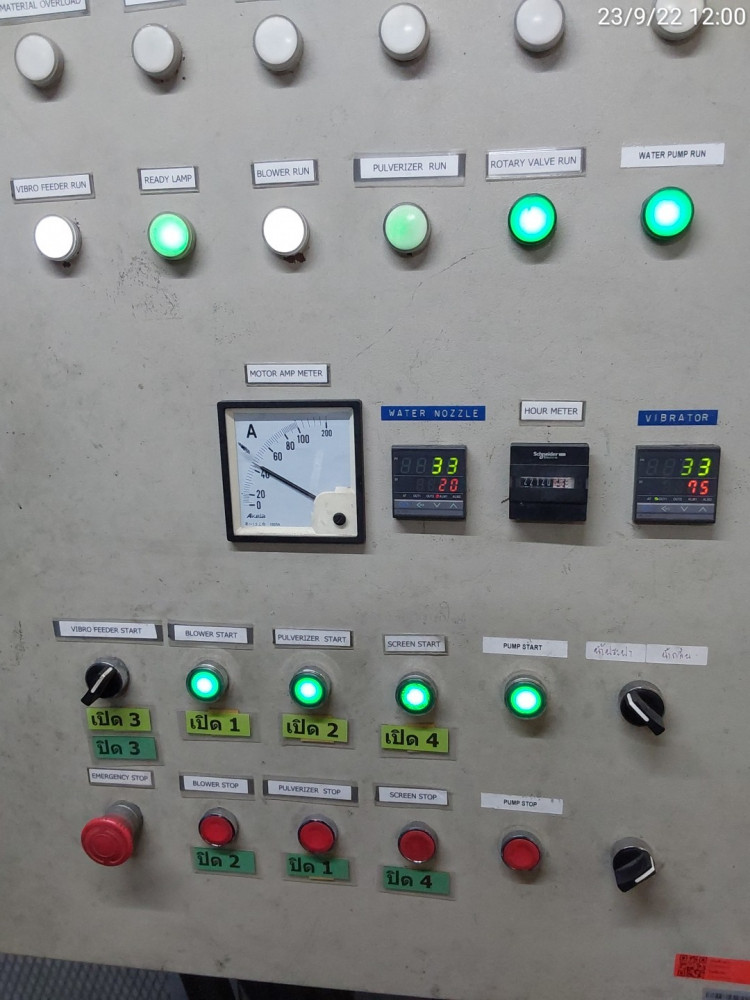 23/9/22 12:00
MATERIAL OVERLOAD
VIBRO FEEDER RUN
READY LAMP
BLOWER RUN
PULVERIZER RUN
ROTARY VALVE RUN
WATER PUMP RUN
MOTOR AMP METER
WATER NOZZLE
HOUR METER
VIBRATOR
A
0
20
40
60
80
100
200
33
20
Schneider
33
75
VIBRO FEEDER START
BLOWER START
PULVERIZER START
SCREEN START
PUMP START
เปิด 3
เปิด 1
เปิด 2
เปิด 4
ปิด 3
EMERGENCY STOP
BLOWER STOP
PULVERIZER STOP
SCREEN STOP
PUMP STOP
ปิด 2
ปิด 1
ปิด 4